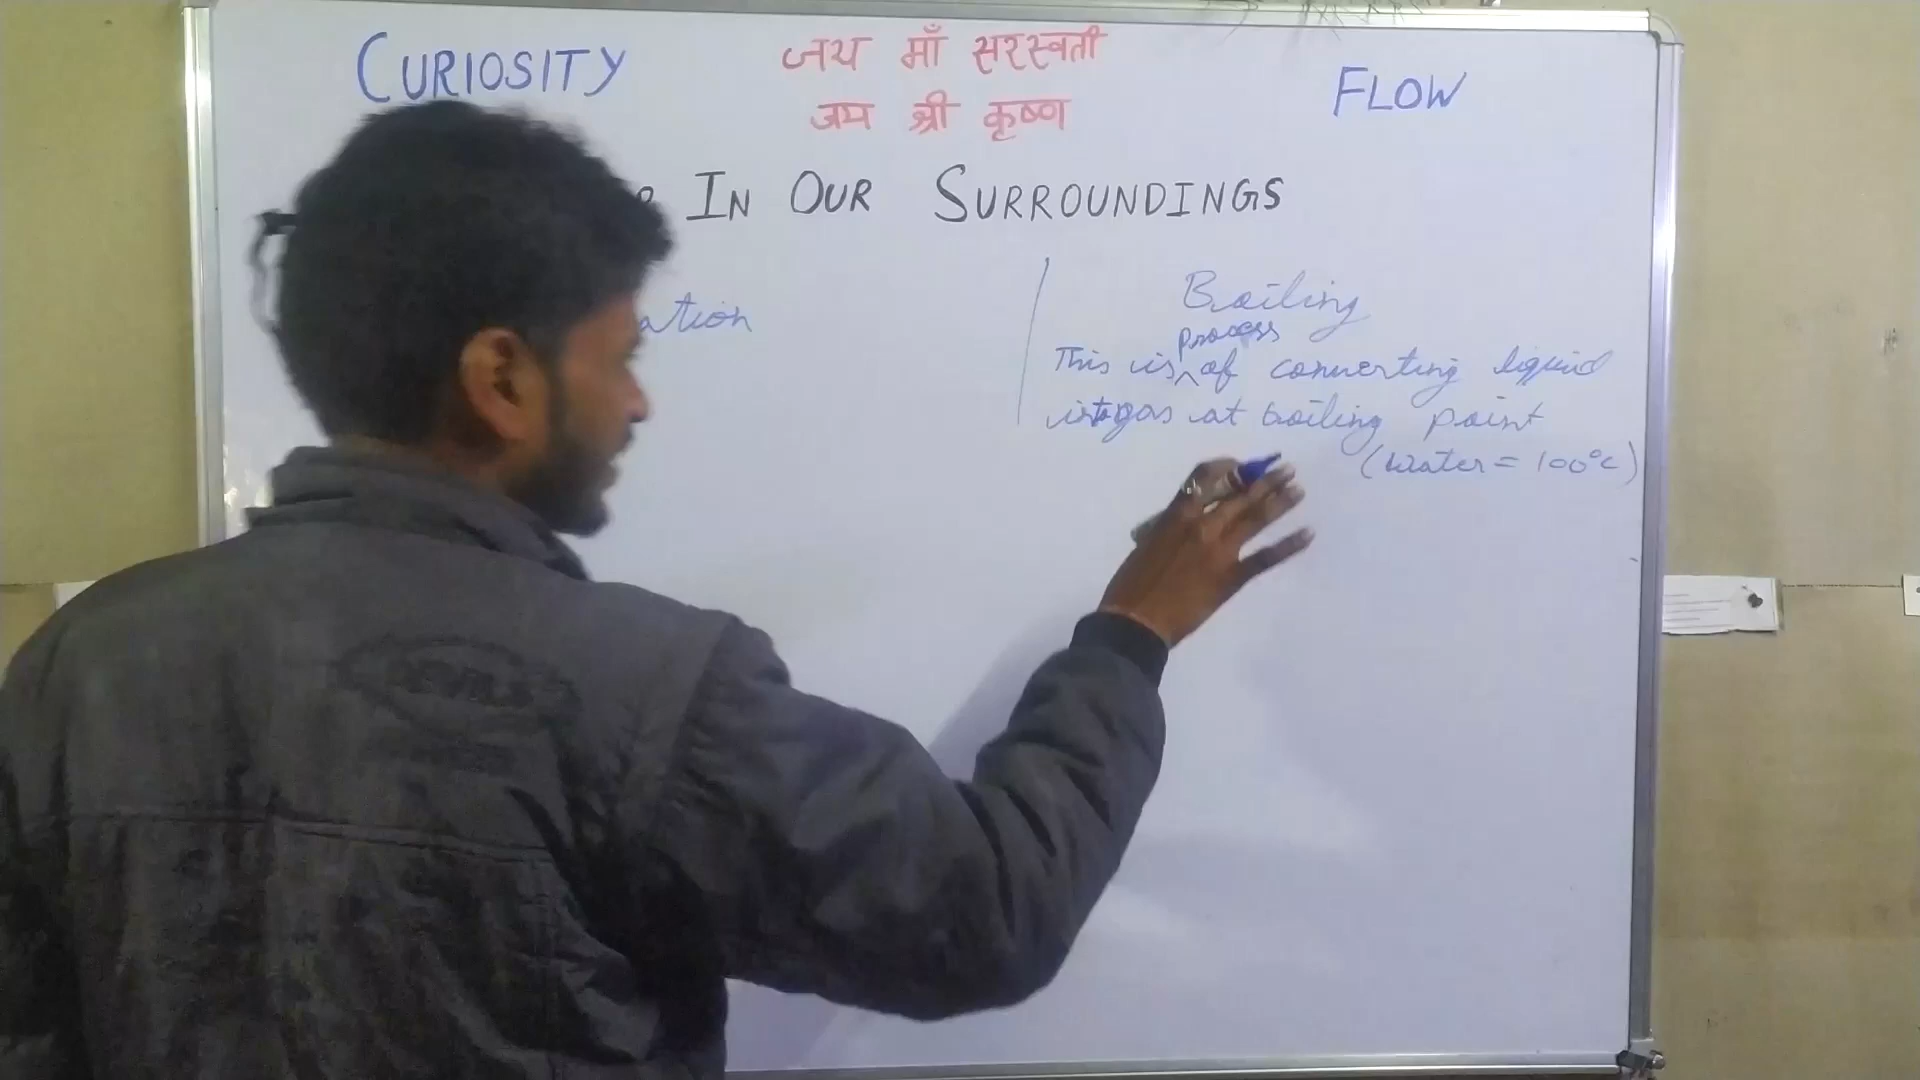 CURIOSITY
जय माँ सरस्वती
जय श्री कृष्ण
FLOW
IN OUR SURROUNDINGS
ation
Boiling
process
This is ^ of converting liquid
into gas at boiling point
(Water = 100°C)